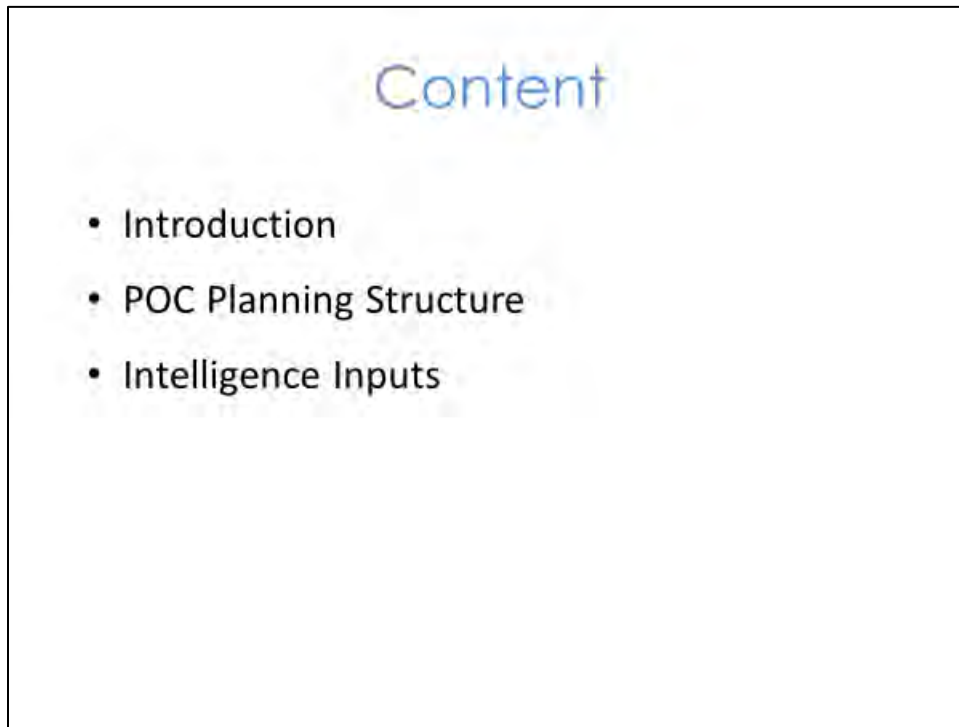 Content
• Introduction
• POC Planning Structure
• Intelligence Inputs